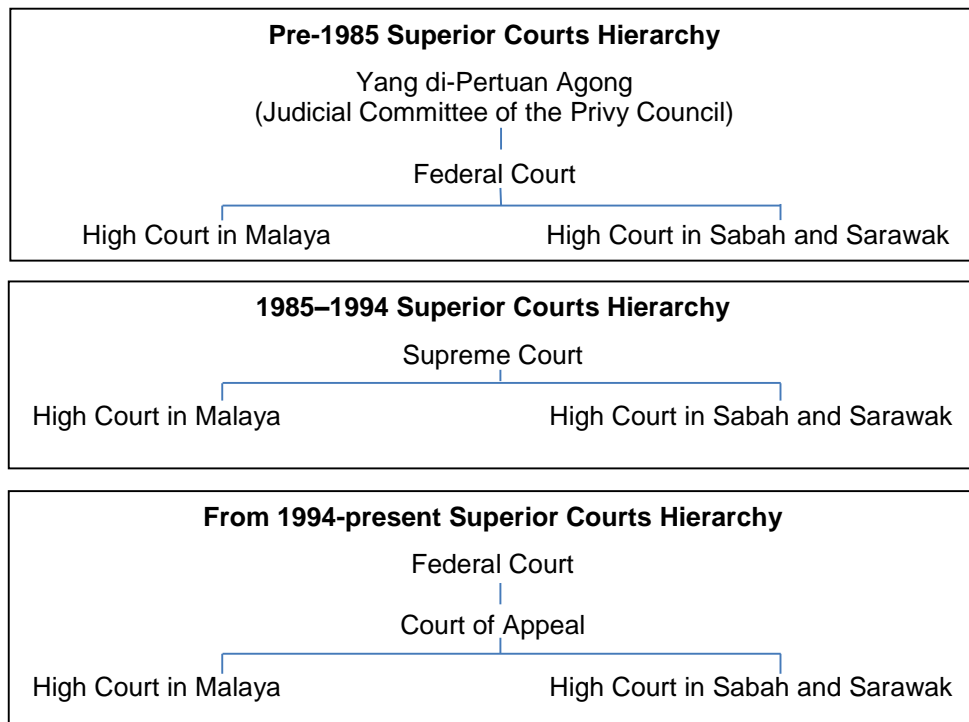 Pre-1985 Superior Courts Hierarchy
Yang di-Pertuan Agong
(Judicial Committee of the Privy Council)
Federal Court
High Court in Malaya High Court in Sabah and Sarawak
1985–1994 Superior Courts Hierarchy
Supreme Court
High Court in Malaya High Court in Sabah and Sarawak
From 1994-present Superior Courts Hierarchy
Federal Court
Court of Appeal
High Court in Malaya High Court in Sabah and Sarawak